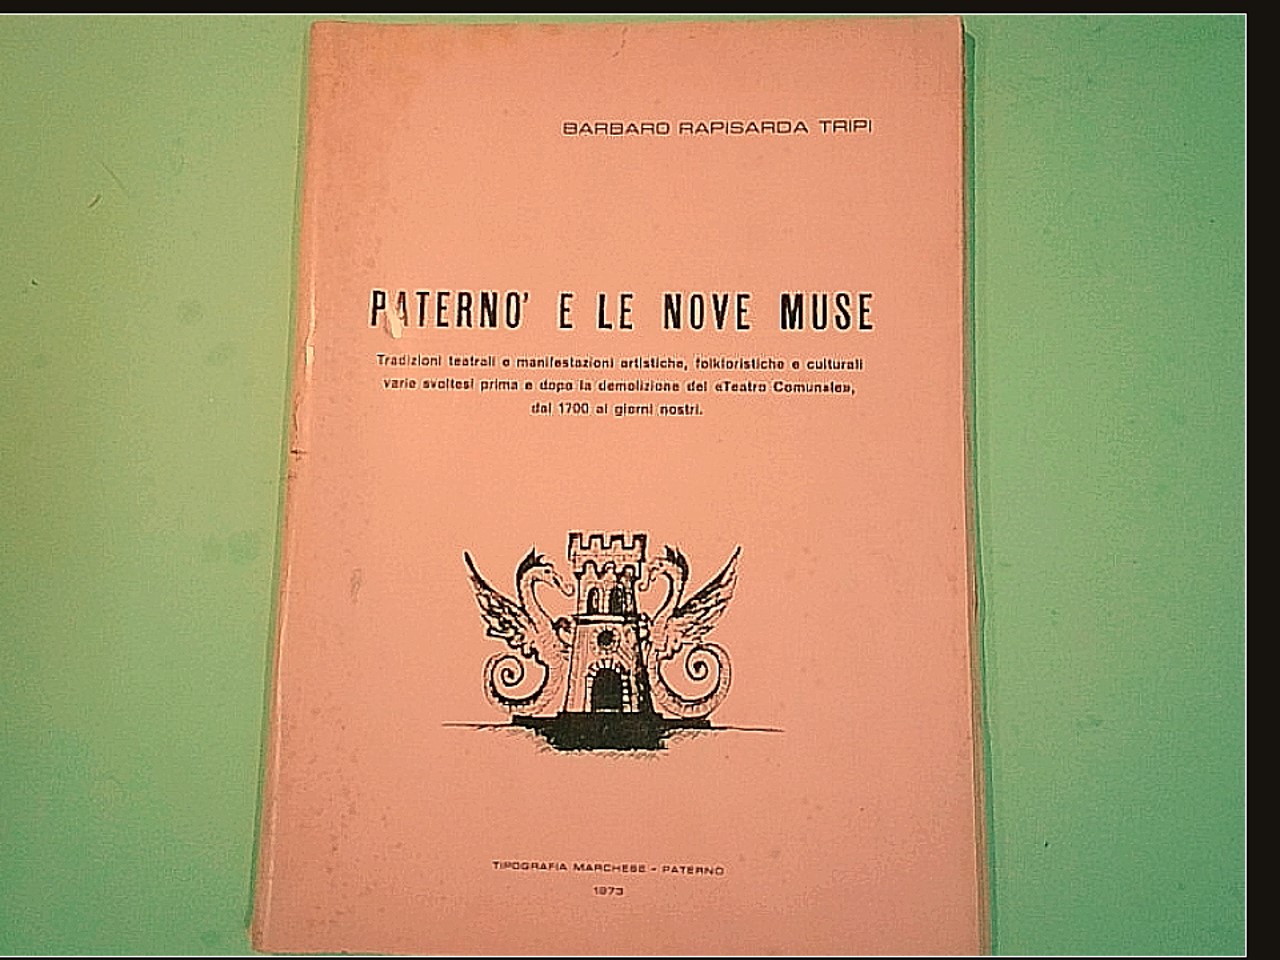 BARBARO RAPISARDA TRIPI
PATERNO' E LE NOVE MUSE
Tradizioni teatrali e manifestazioni artistiche, folkloristiche e culturali
varie svoltesi prima e dopo la demolizione del «Teatro Comunale»,
dal 1700 ai giorni nostri.
TIPOGRAFIA MARCHESE - PATERNÒ
1973